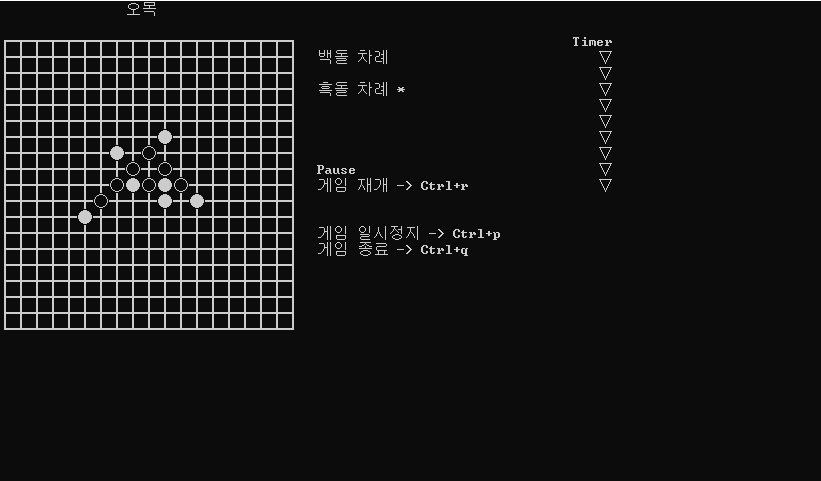 오목
Timer
백돌 차례
흑돌 차례 *
Pause
게임 재개 -> Ctrl+r
게임 일시정지 -> Ctrl+p
게임 종료 -> Ctrl+q